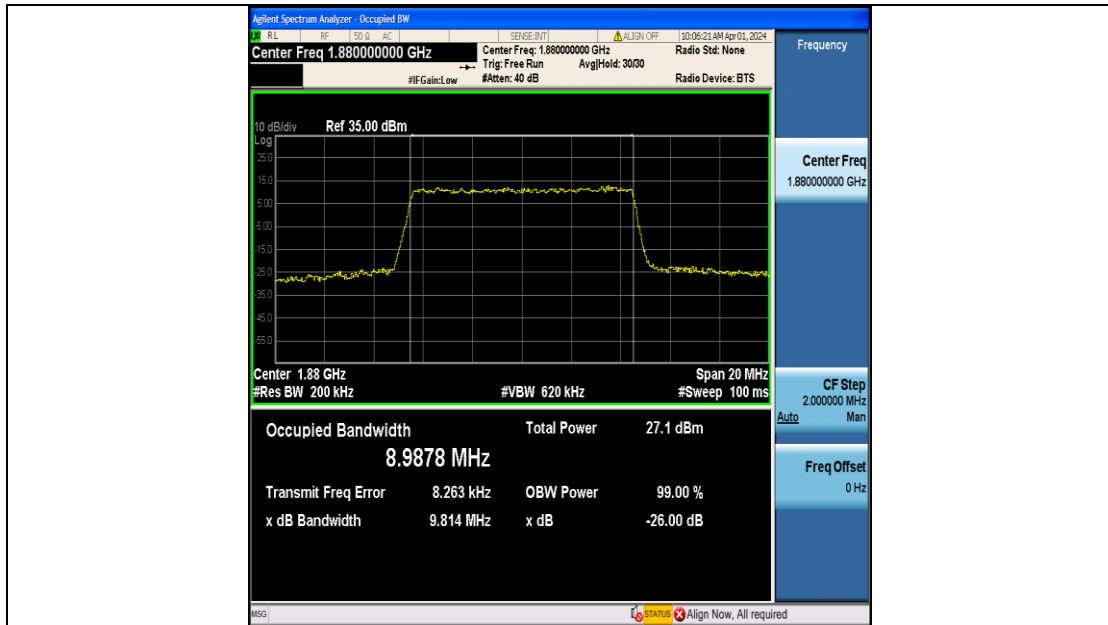 Agilent Spectrum Analyzer - Occupied BW
RL RF 50 Ω AC SENSE:INT ALIGN OFF 10:06:21 AM Apr 01, 2024
Center Freq 1.880000000 GHz
Center Freq: 1.880000000 GHz Radio Std: None
Trig: Free Run Avg|Hold: 30/30
#IFGain:Low #Atten: 40 dB Radio Device: BTS
10 dB/div Ref 35.00 dBm
Log
25.0
15.0
5.00
-5.00
-15.0
-25.0
-35.0
-45.0
-55.0
Center 1.88 GHz Span 20 MHz
#Res BW 200 kHz #VBW 620 kHz #Sweep 100 ms
Occupied Bandwidth Total Power 27.1 dBm
8.9878 MHz
Transmit Freq Error 8.263 kHz OBW Power 99.00 %
x dB Bandwidth 9.814 MHz x dB -26.00 dB
Frequency
Center Freq
1.880000000 GHz
CF Step
2.000000 MHz
Auto Man
Freq Offset
0 Hz
MSG STATUS Align Now, All required